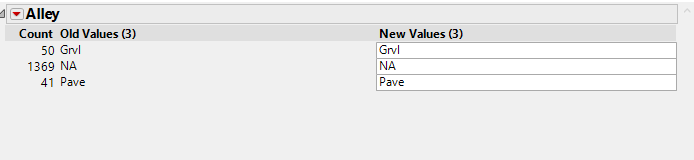 Alley
Count Old Values (3) New Values (3)
50 Grvl Grvl
1369 NA NA
41 Pave Pave